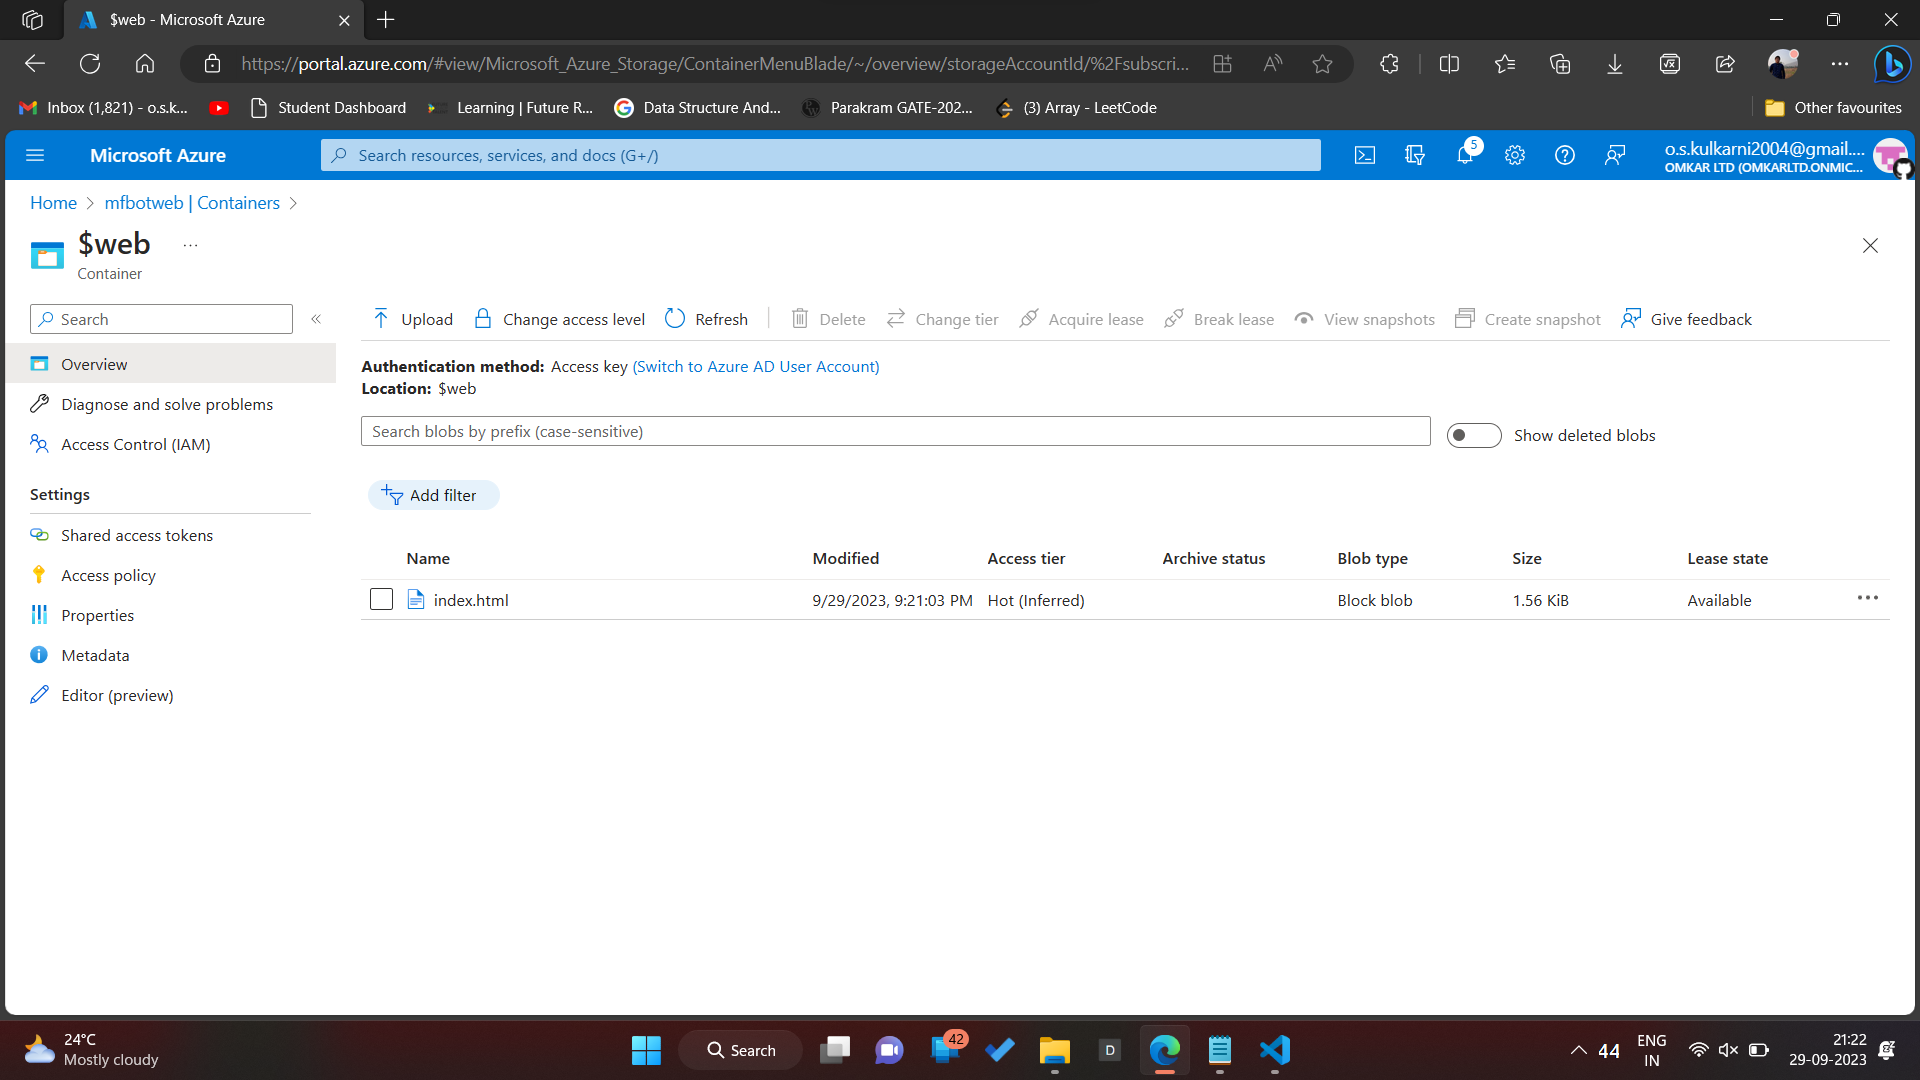 $web - Microsoft Azure
https://portal.azure.com/#view/Microsoft_Azure_Storage/ContainerMenuBlade/~/overview/storageAccountId/%2Fsubscri...
Inbox (1,821) - o.s.k... Student Dashboard Learning | Future R... Data Structure And... Parakram GATE-202... (3) Array - LeetCode Other favourites
Microsoft Azure Search resources, services, and docs (G+/) 5 o.s.kulkarni2004@gmail....
OMKAR LTD (OMKARLTD.ONMIC...
Home > mfbotweb | Containers >
$web ...
Container
Search «
Upload Change access level Refresh Delete Change tier Acquire lease Break lease View snapshots Create snapshot Give feedback
Overview
Diagnose and solve problems
Access Control (IAM)
Settings
Shared access tokens
Access policy
Properties
Metadata
Editor (preview)
Authentication method: Access key (Switch to Azure AD User Account)
Location: $web
Search blobs by prefix (case-sensitive) Show deleted blobs
Add filter
Name Modified Access tier Archive status Blob type Size Lease state
index.html 9/29/2023, 9:21:03 PM Hot (Inferred) Block blob 1.56 KiB Available ...
24°C
Mostly cloudy
Search 42 D
44 ENG
IN
21:22
29-09-2023